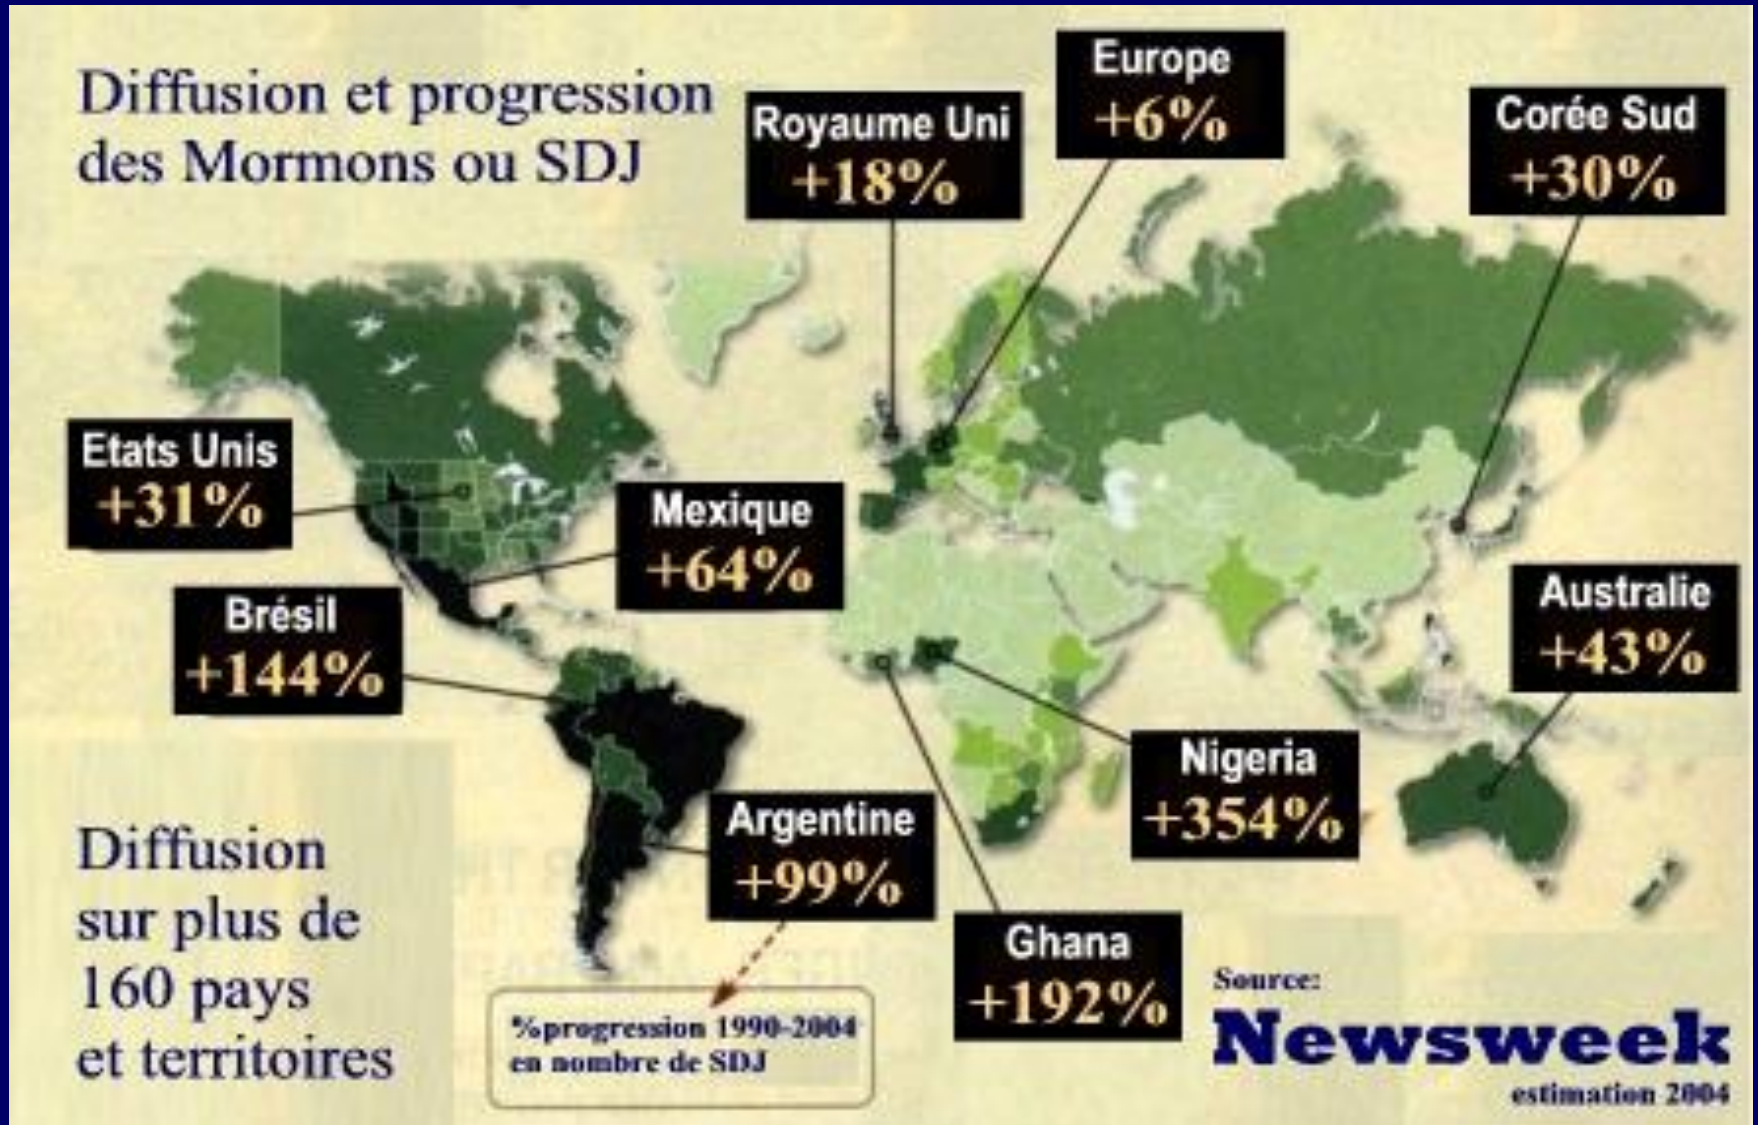 Diffusion et progression
des Mormons ou SDJ
Royaume Uni
+18%
Europe
+6%
Corée Sud
+30%
Etats Unis
+31%
Mexique
+64%
Brésil
+144%
Australie
+43%
Nigeria
+354%
Argentine
+99%
Ghana
+192%
Diffusion
sur plus de
160 pays
et territoires
%progression 1990-2004
en nombre de SDJ
Source:
Newsweek
estimation 2004